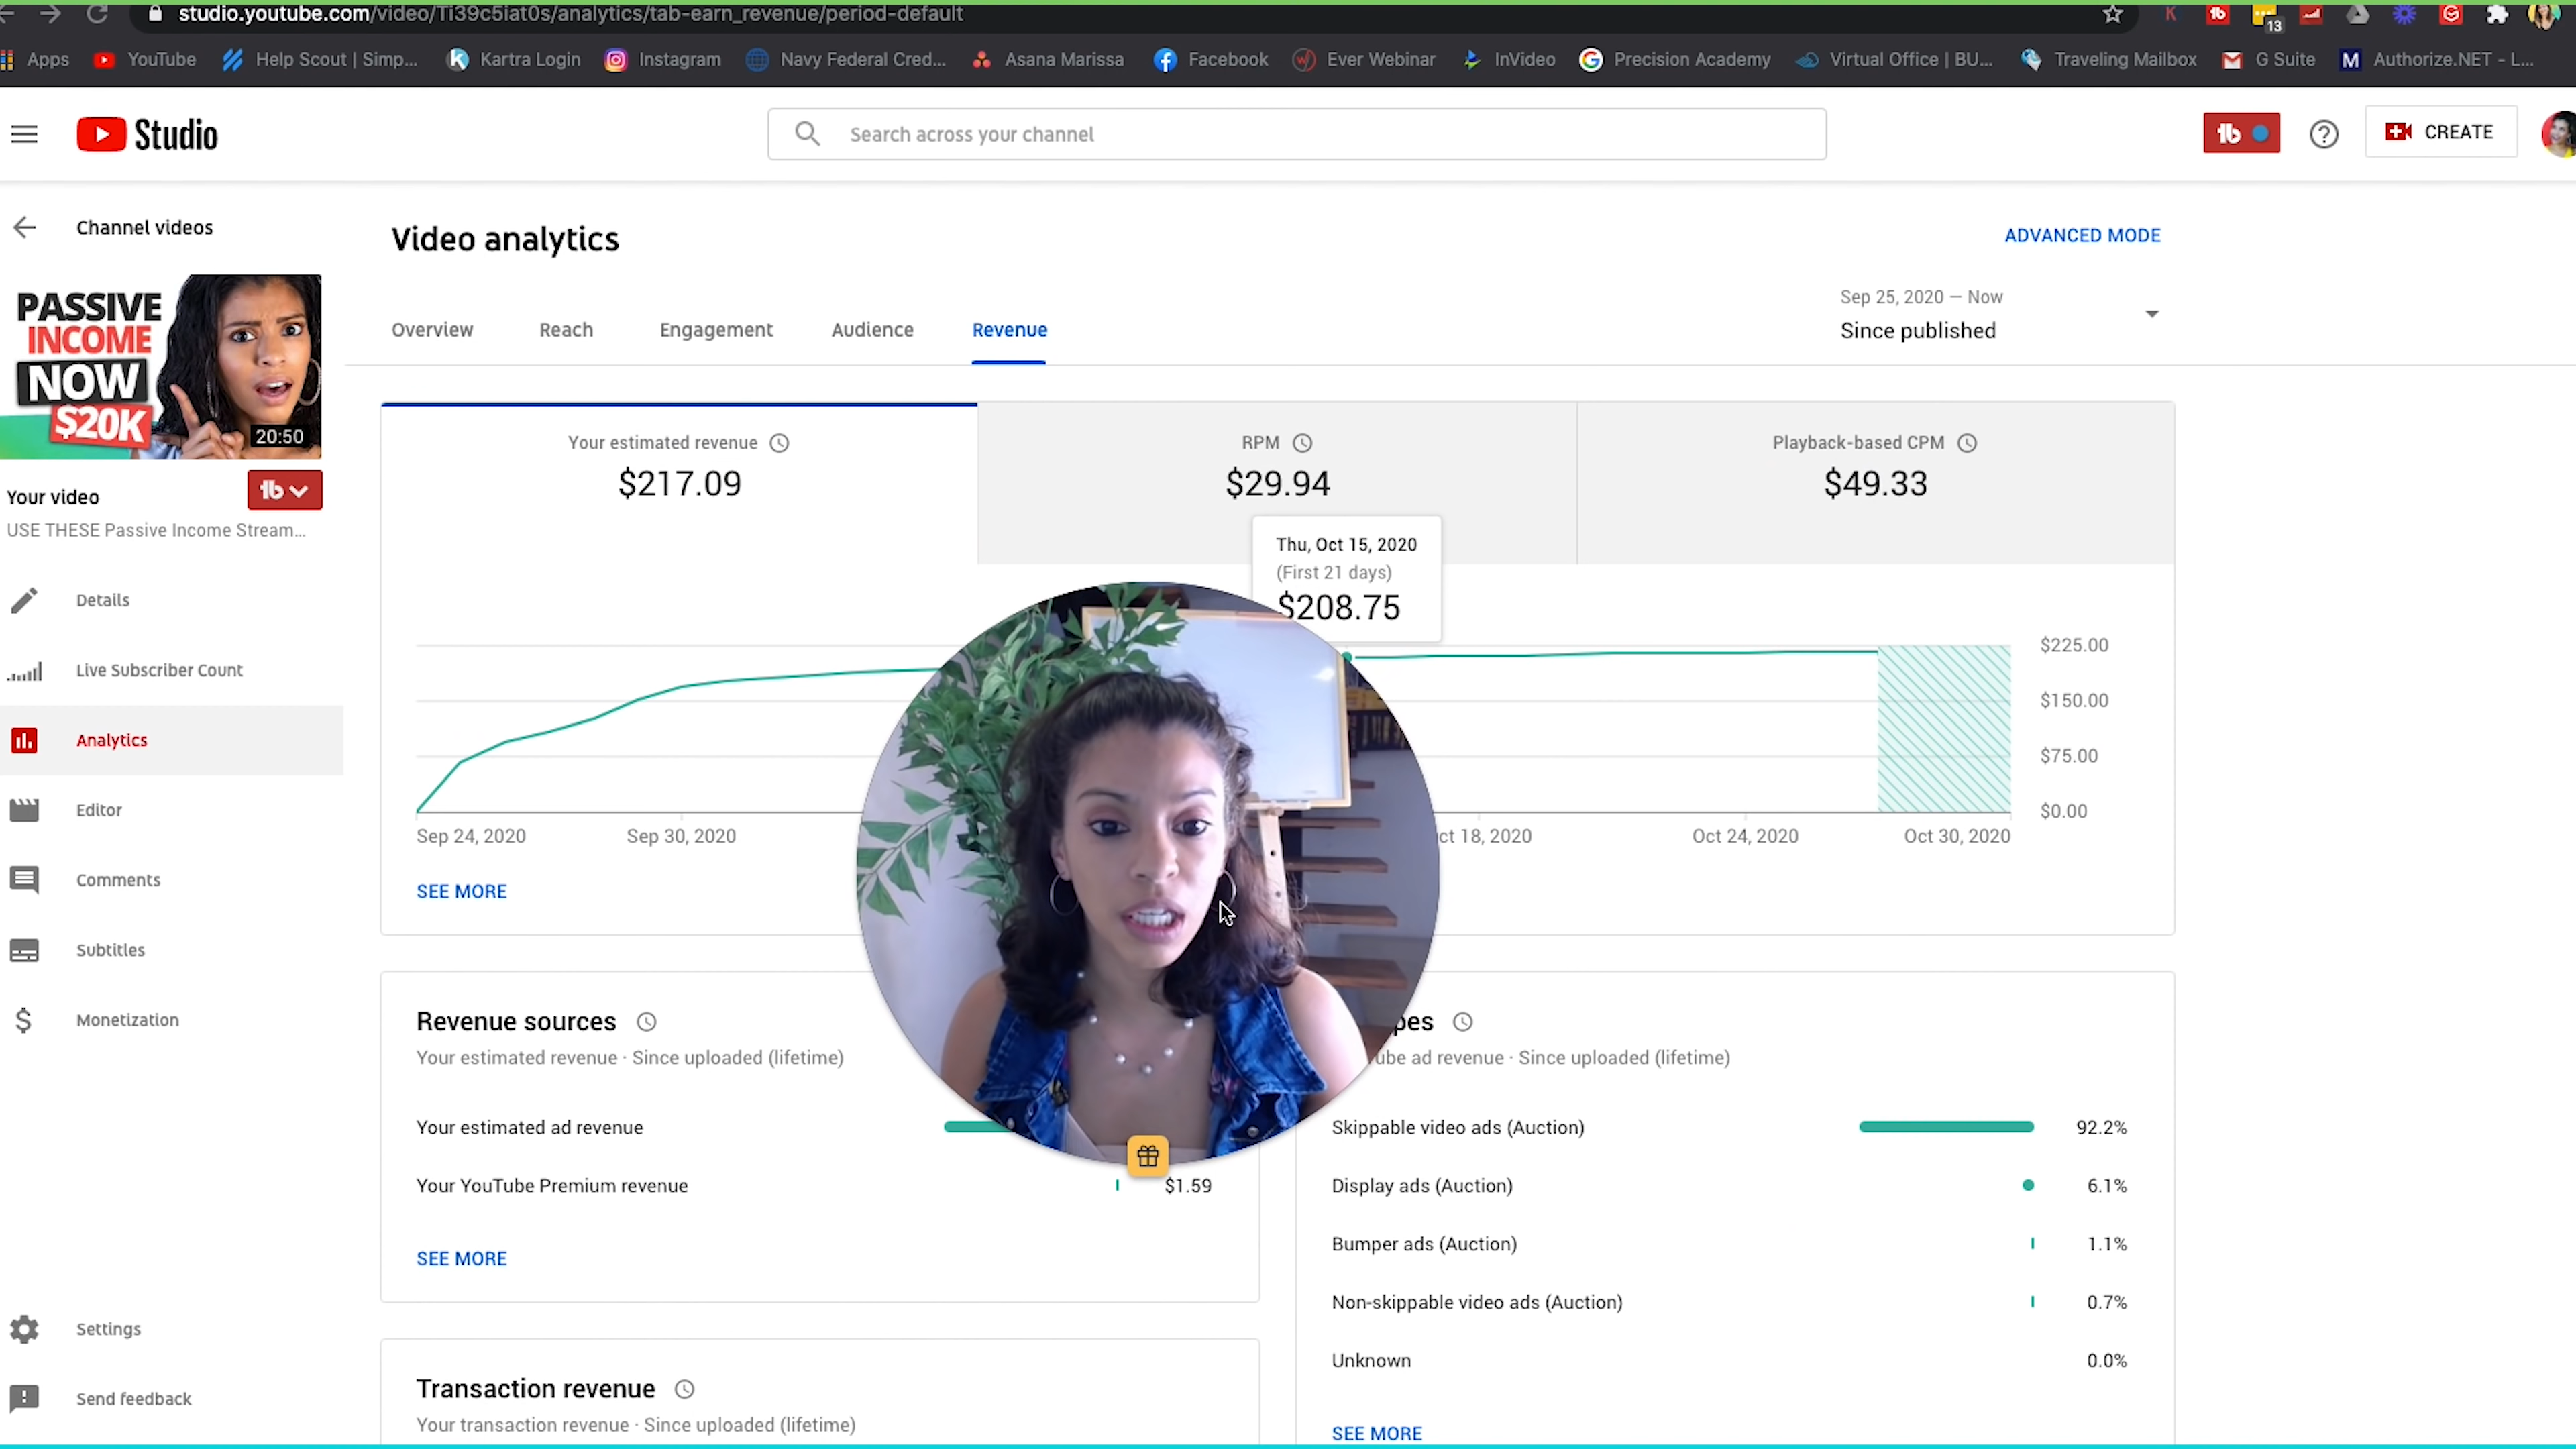 studio.youtube.com/video/Ti39c5iat0s/analytics/tab-earn_revenue/period-default
13
Apps YouTube Help Scout | Simp... Kartra Login Instagram Navy Federal Cred... Asana Marissa Facebook Ever Webinar InVideo Precision Academy Virtual Office | BU... Traveling Mailbox G Suite Authorize.NET - L...
Studio
Search across your channel
CREATE
Channel videos
PASSIVE
INCOME
NOW
$20K
20:50
Your video
USE THESE Passive Income Stream...
Details
Live Subscriber Count
Analytics
Editor
Comments
Subtitles
Monetization
Settings
Send feedback
Video analytics
ADVANCED MODE
Overview Reach Engagement Audience Revenue
Sep 25, 2020 – Now
Since published
Your estimated revenue
$217.09
RPM
$29.94
Playback-based CPM
$49.33
Thu, Oct 15, 2020
(First 21 days)
$208.75
$225.00
$150.00
$75.00
$0.00
Sep 24, 2020 Sep 30, 2020 ct 18, 2020 Oct 24, 2020 Oct 30, 2020
SEE MORE
Revenue sources
Your estimated revenue · Since uploaded (lifetime)
Your estimated ad revenue
Your YouTube Premium revenue $1.59
SEE MORE
Transaction revenue
Your transaction revenue · Since uploaded (lifetime)
pes
ube ad revenue · Since uploaded (lifetime)
Skippable video ads (Auction) 92.2%
Display ads (Auction) 6.1%
Bumper ads (Auction) 1.1%
Non-skippable video ads (Auction) 0.7%
Unknown 0.0%
SEE MORE